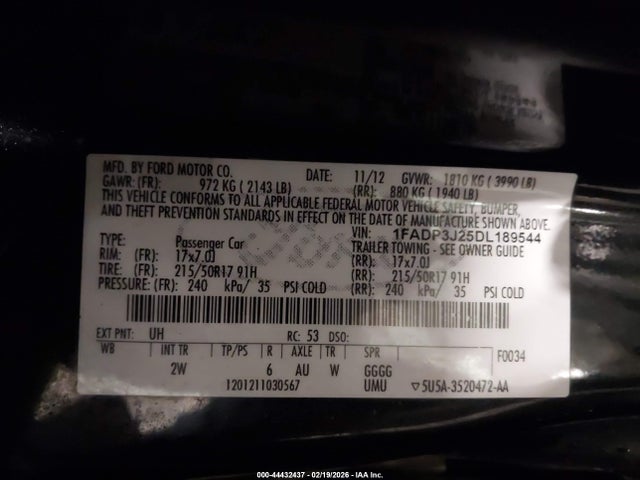 MFD. BY FORD MOTOR CO.
DATE: 11/12 GVWR: 1810 KG ( 3990 LB)
GAWR: (FR): 972 KG ( 2143 LB) (RR): 880 KG ( 1940 LB)
THIS VEHICLE CONFORMS TO ALL APPLICABLE FEDERAL MOTOR VEHICLE SAFETY, BUMPER,
AND THEFT PREVENTION STANDARDS IN EFFECT ON THE DATE OF MANUFACTURE SHOWN ABOVE.
VIN: 1FADP3J25DL189544
TYPE: Passenger Car TRAILER TOWING - SEE OWNER GUIDE
RIM: (FR): 17x7.0J (RR): 17x7.0J
TIRE: (FR): 215/50R17 91H (RR): 215/50R17 91H
PRESSURE: (FR): 240 kPa/ 35 PSI COLD (RR): 240 kPa/ 35 PSI COLD
EXT PNT: UH RC: 53 DSO:
WB INT TR TP/PS R AXLE TR SPR F0034
2W 6 AU W GGGG
1201211030567 UMU ▽5U5A-3520472-AA
000-44432437 - 02/19/2026 - IAA Inc.